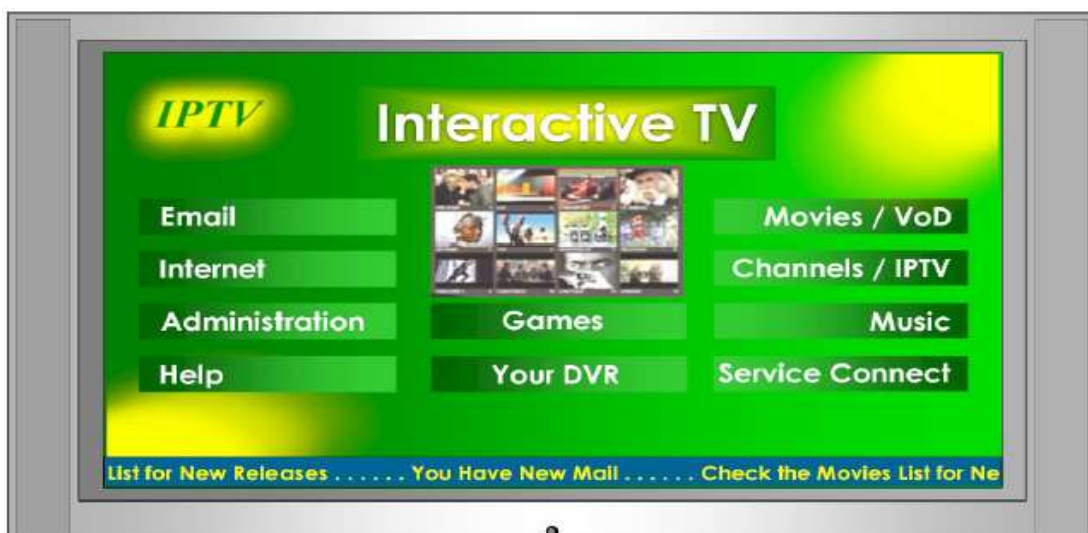 IPTV
Interactive TV
Email
Internet
Administration
Help
Games
Your DVR
Movies / VoD
Channels / IPTV
Music
Service Connect
List for New Releases . . . . . . You Have New Mail . . . . . . Check the Movies List for Ne